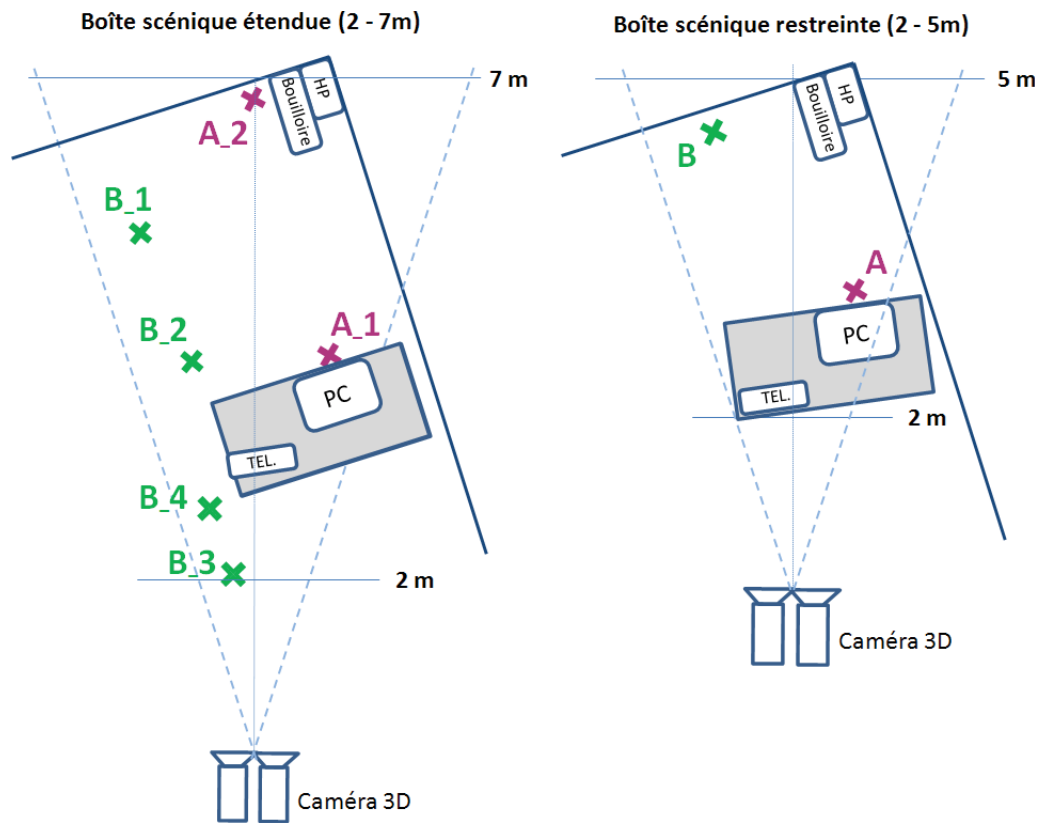 Boîte scénique étendue (2 - 7m)
7 m
HP
Bouilloire
A_2
B_1
B_2
A_1
PC
TEL.
B_4
B_3
2 m
Caméra 3D
Boîte scénique restreinte (2 - 5m)
5 m
HP
Bouilloire
B
A
PC
TEL.
2 m
Caméra 3D